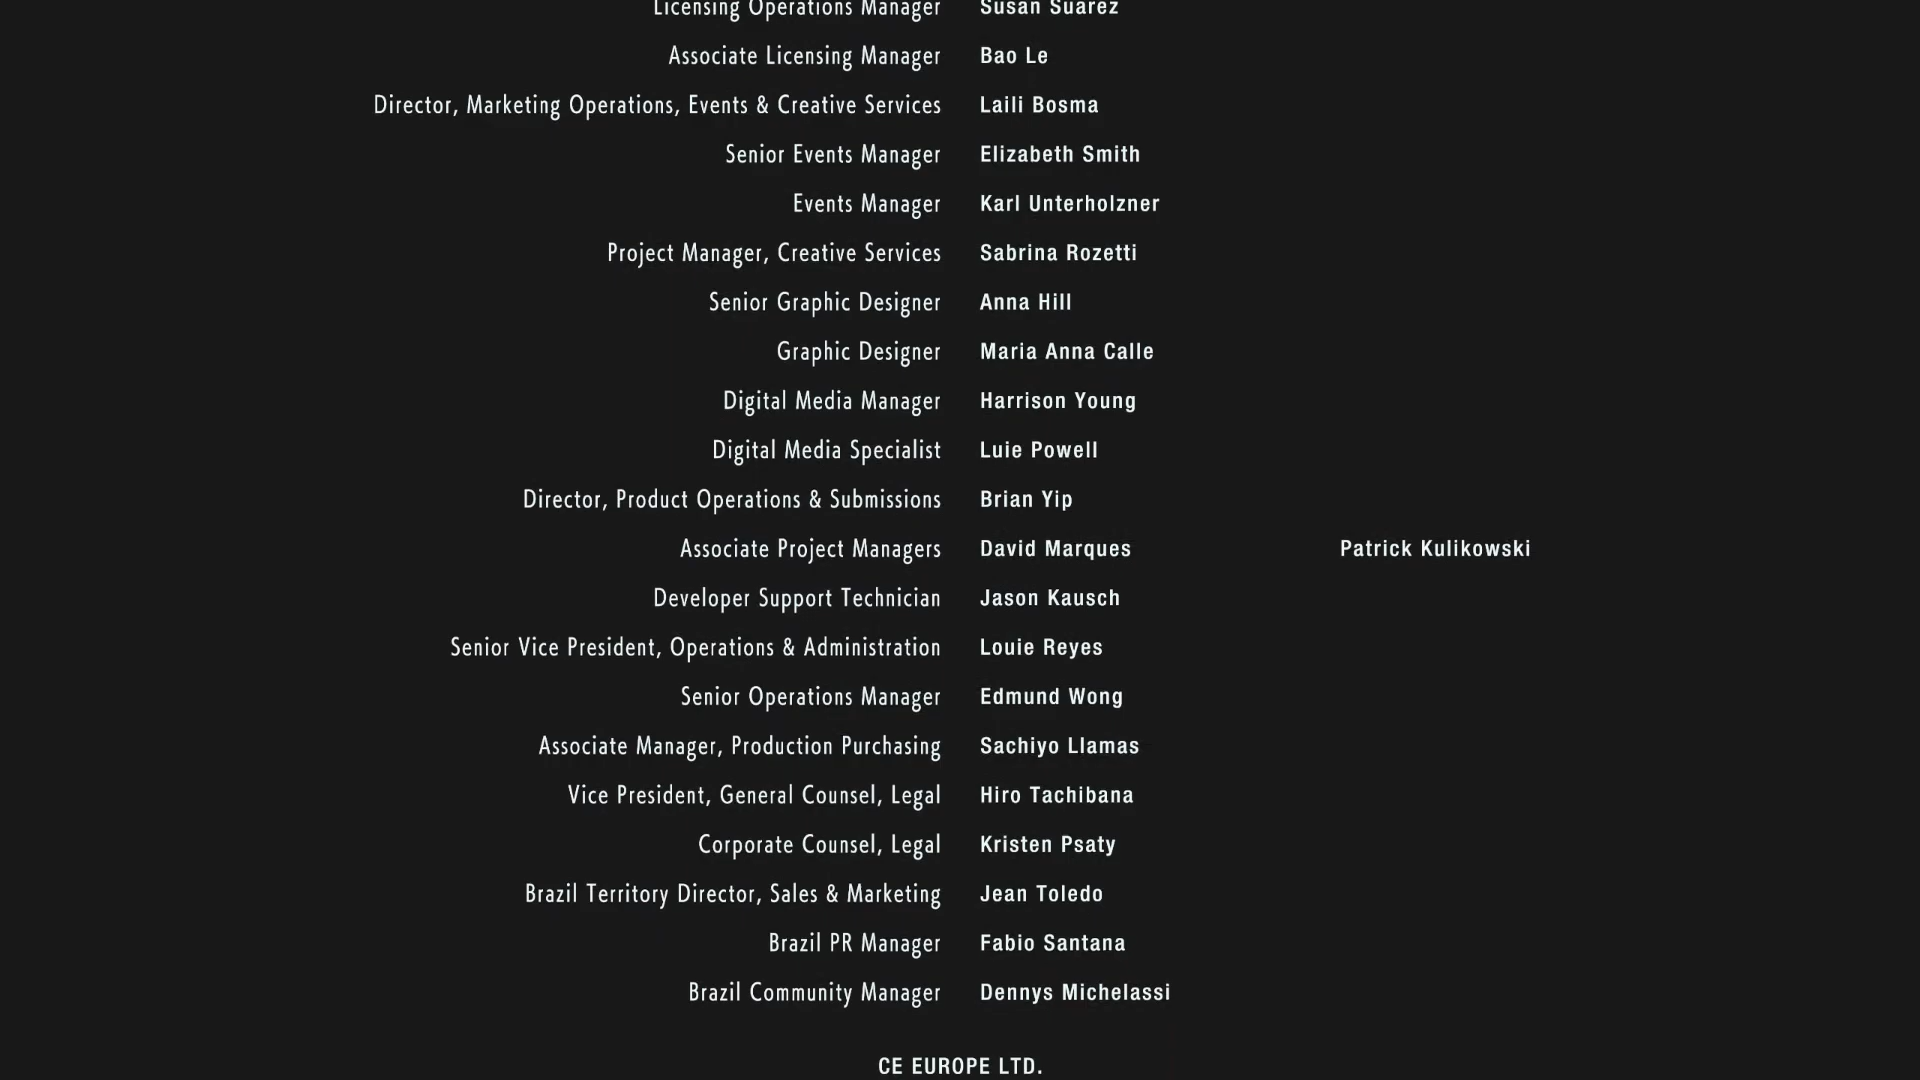 Licensing Operations Manager Susan Suarez
Associate Licensing Manager Bao Le
Director, Marketing Operations, Events & Creative Services Laili Bosma
Senior Events Manager Elizabeth Smith
Events Manager Karl Unterholzner
Project Manager, Creative Services Sabrina Rozetti
Senior Graphic Designer Anna Hill
Graphic Designer Maria Anna Calle
Digital Media Manager Harrison Young
Digital Media Specialist Luie Powell
Director, Product Operations & Submissions Brian Yip
Associate Project Managers David Marques Patrick Kulikowski
Developer Support Technician Jason Kausch
Senior Vice President, Operations & Administration Louie Reyes
Senior Operations Manager Edmund Wong
Associate Manager, Production Purchasing Sachiyo Llamas
Vice President, General Counsel, Legal Hiro Tachibana
Corporate Counsel, Legal Kristen Psaty
Brazil Territory Director, Sales & Marketing Jean Toledo
Brazil PR Manager Fabio Santana
Brazil Community Manager Dennys Michelassi
CE EUROPE LTD.